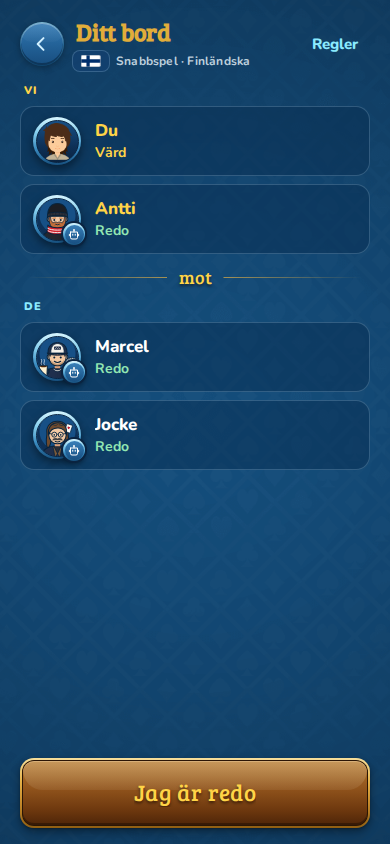 Ditt bord
Regler
Snabbspel · Finländska
VI
Du
Värd
Antti
Redo
mot
DE
Marcel
Redo
Jocke
Redo
Jag är redo